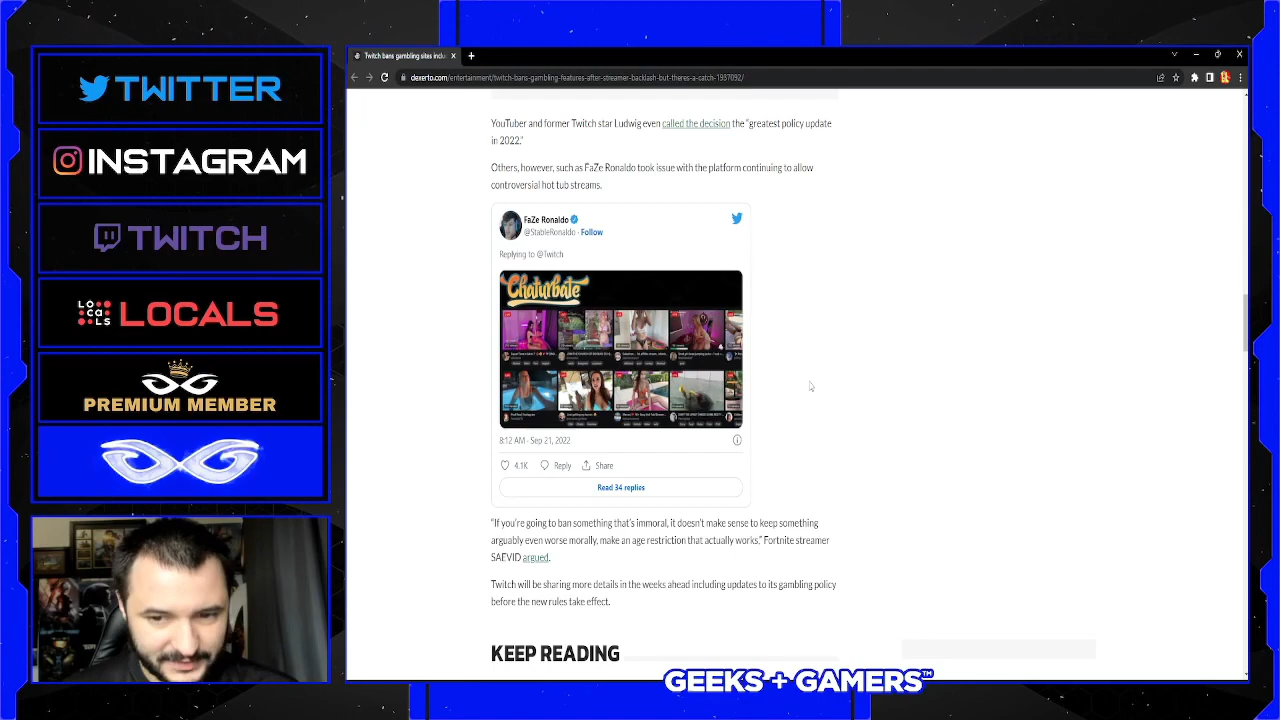 TWITTER
INSTAGRAM
TWITCH
LOCALS
LOCALS
PREMIUM MEMBER
Twitch bans gambling sites inclu
dexerto.com/entertainment/twitch-bans-gambling-features-after-streamer-backlash-but-theres-a-catch-1937092/
YouTuber and former Twitch star Ludwig even called the decision the “greatest policy update
in 2022.”
Others, however, such as FaZe Ronaldo took issue with the platform continuing to allow
controversial hot tub streams.
FaZe Ronaldo
@StableRonaldo · Follow
Replying to @Twitch
Chaturbate
8:12 AM · Sep 21, 2022
4.1K Reply Share
Read 34 replies
“If you’re going to ban something that’s immoral, it doesn’t make sense to keep something
arguably even worse morally, make an age restriction that actually works,” Fortnite streamer
SAEVID argued.
Twitch will be sharing more details in the weeks ahead including updates to its gambling policy
before the new rules take effect.
KEEP READING
GEEKS + GAMERS™